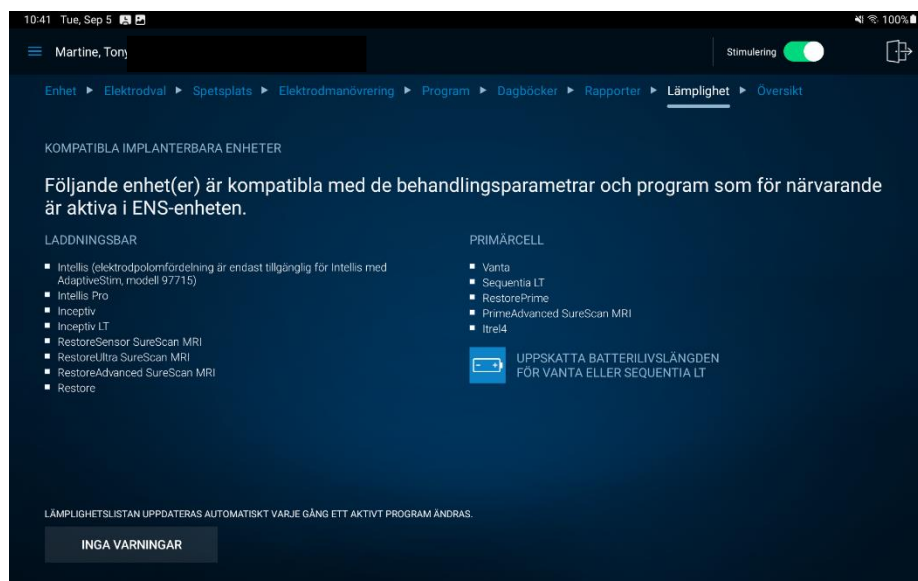 10:41 Tue, Sep 5 100%
Martine, Tony
Stimulering
Enhet ▶ Elektrodval ▶ Spetsplats ▶ Elektrodmanövrering ▶ Program ▶ Dagböcker ▶ Rapporter ▶ Lämplighet ▶ Översikt
KOMPATIBLA IMPLANTERBARA ENHETER
Följande enhet(er) är kompatibla med de behandlingsparametrar och program som för närvarande
är aktiva i ENS-enheten.
LADDNINGSBAR
Intellis (elektrodpolomfördelning är endast tillgänglig för Intellis med
AdaptiveStim, modell 97715)
Intellis Pro
Inceptiv
Inceptiv LT
RestoreSensor SureScan MRI
RestoreUltra SureScan MRI
RestoreAdvanced SureScan MRI
Restore
PRIMÄRCELL
Vanta
Sequentia LT
RestorePrime
PrimeAdvanced SureScan MRI
Itrel4
UPPSKATTA BATTERILIVSLÄNGDEN
FÖR VANTA ELLER SEQUENTIA LT
LÄMPLIGHETSLISTAN UPPDATERAS AUTOMATISKT VARJE GÅNG ETT AKTIVT PROGRAM ÄNDRAS.
INGA VARNINGAR